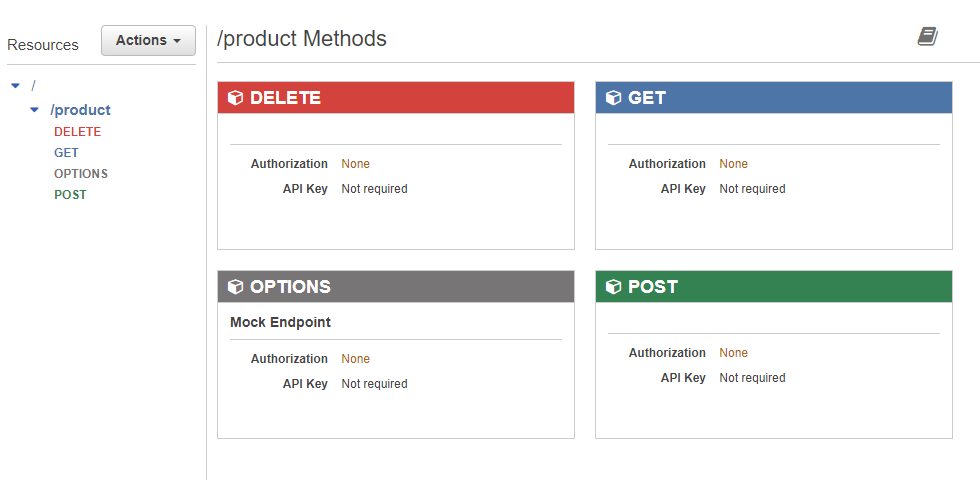 Resources
Actions
/
/product
DELETE
GET
OPTIONS
POST
/product Methods
DELETE
Authorization None
API Key Not required
GET
Authorization None
API Key Not required
OPTIONS
Mock Endpoint
Authorization None
API Key Not required
POST
Authorization None
API Key Not required